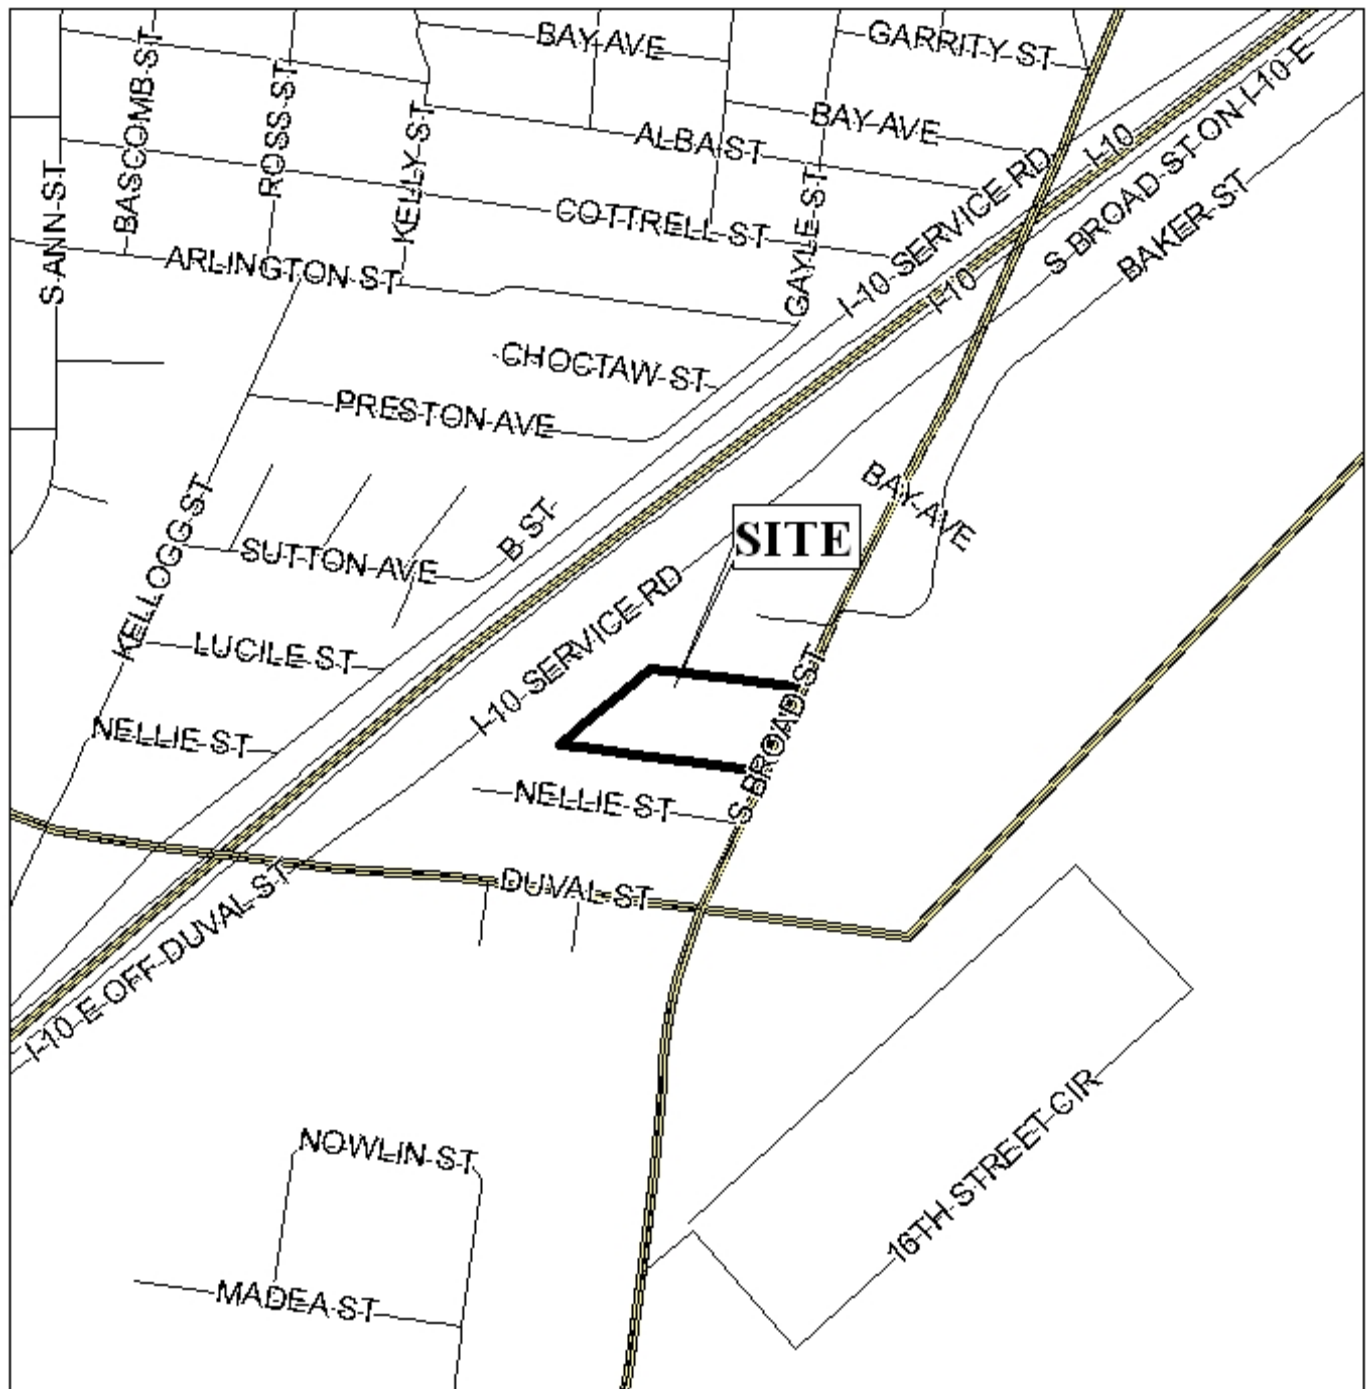 BAY AVE
GARRITY ST
BASCOMB ST
ROSS ST
KELLY ST
ALBA ST
BAY AVE
I-10
S BROAD ST ON I-10 E
S ANN ST
COTTRELL ST
GAYLE ST
I-10 SERVICE RD
BAKER ST
ARLINGTON ST
I-10
CHOCTAW ST
PRESTON AVE
KELLOGG ST
B ST
BAY AVE
SITE
SUTTON AVE
I-10 SERVICE RD
LUCILE ST
NELLIE ST
S BROAD ST
NELLIE ST
DUVAL ST
I-10 E OFF DUVAL ST
NOWLIN ST
16TH STREET CIR
MADEA ST